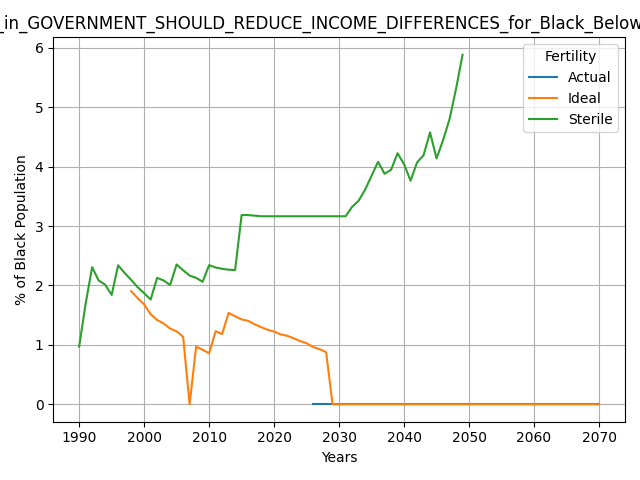 _in_GOVERNMENT_SHOULD_REDUCE_INCOME_DIFFERENCES_for_Black_Below
Fertility
Actual
Ideal
Sterile
% of Black Population
6
5
4
3
2
1
0
1990 2000 2010 2020 2030 2040 2050 2060 2070
Years